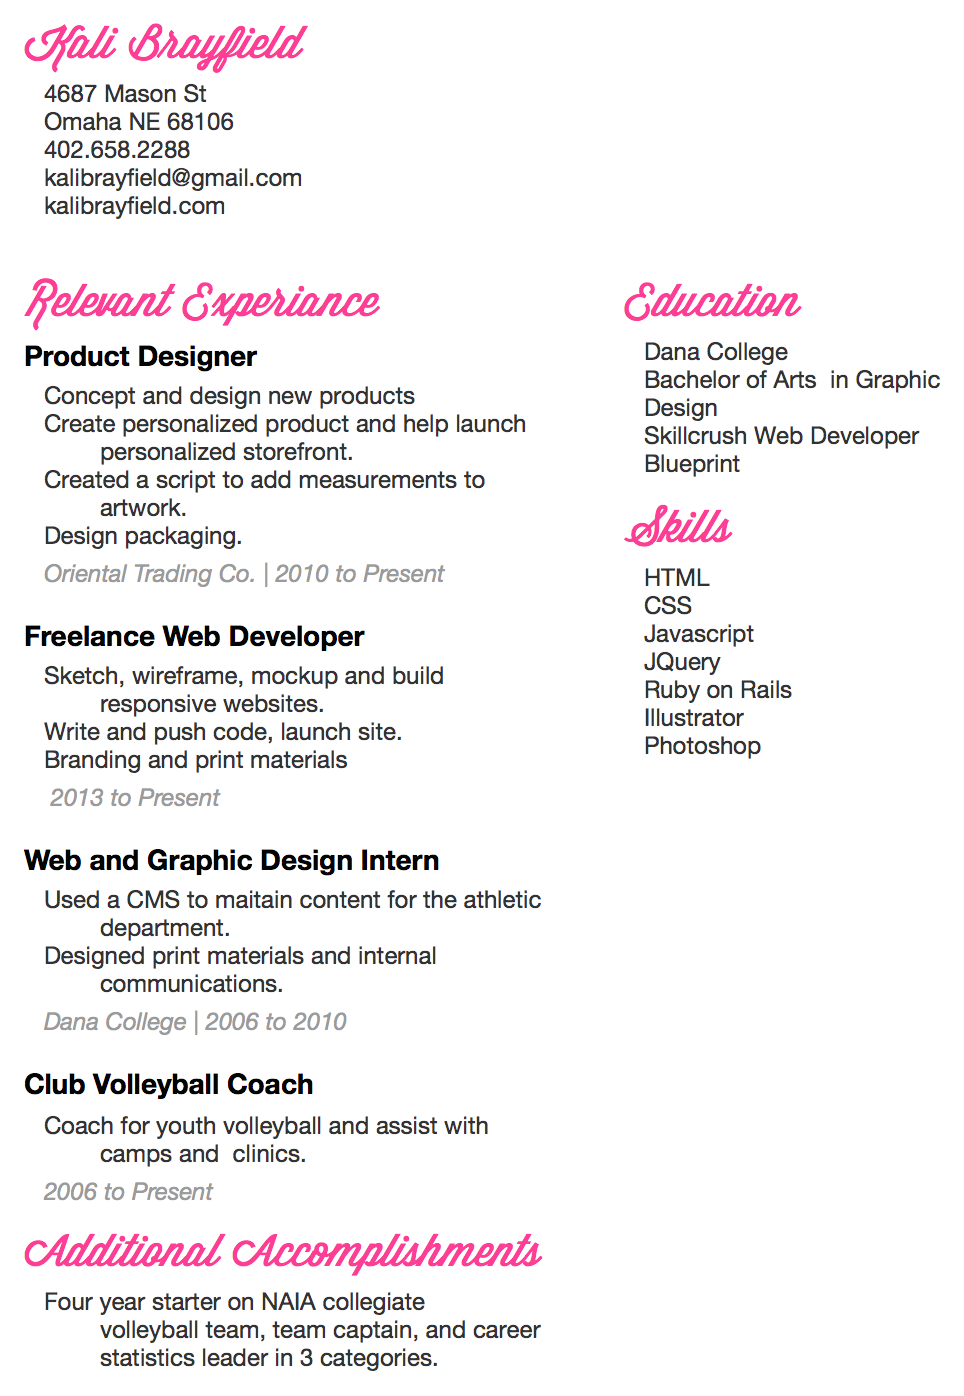 Kali Brayfield
4687 Mason St
Omaha NE 68106
402.658.2288
kalibrayfield@gmail.com
kalibrayfield.com
Relevant Experiance
Product Designer
Concept and design new products
Create personalized product and help launch
personalized storefront.
Created a script to add measurements to
artwork.
Design packaging.
Oriental Trading Co. | 2010 to Present
Freelance Web Developer
Sketch, wireframe, mockup and build
responsive websites.
Write and push code, launch site.
Branding and print materials
2013 to Present
Web and Graphic Design Intern
Used a CMS to maitain content for the athletic
department.
Designed print materials and internal
communications.
Dana College | 2006 to 2010
Club Volleyball Coach
Coach for youth volleyball and assist with
camps and  clinics.
2006 to Present
Additional Accomplishments
Four year starter on NAIA collegiate
volleyball team, team captain, and career
statistics leader in 3 categories.
Education
Dana College
Bachelor of Arts  in Graphic
Design
Skillcrush Web Developer
Blueprint
Skills
HTML
CSS
Javascript
JQuery
Ruby on Rails
Illustrator
Photoshop